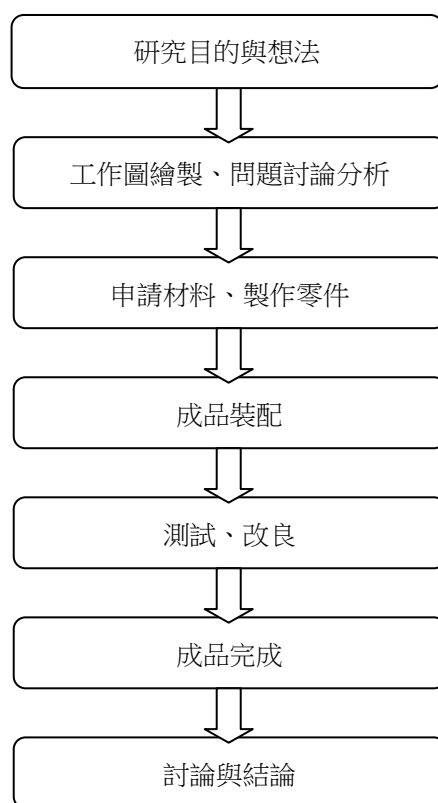 研究目的與想法
工作圖繪製、問題討論分析
申請材料、製作零件
成品裝配
測試、改良
成品完成
討論與結論